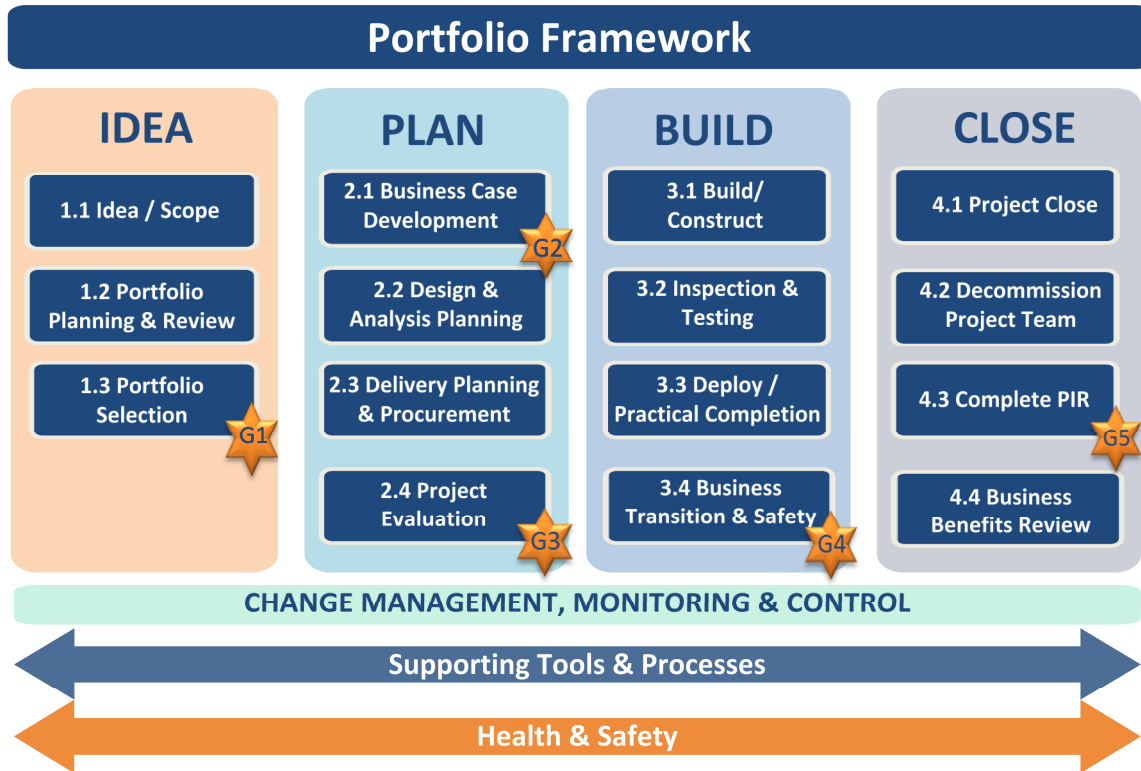 Portfolio Framework
IDEA
1.1 Idea / Scope
1.2 Portfolio
Planning & Review
1.3 Portfolio
Selection
G1
PLAN
2.1 Business Case
Development
G2
2.2 Design &
Analysis Planning
2.3 Delivery Planning
& Procurement
2.4 Project
Evaluation
G3
BUILD
3.1 Build/
Construct
3.2 Inspection &
Testing
3.3 Deploy /
Practical Completion
3.4 Business
Transition & Safety
G4
CLOSE
4.1 Project Close
4.2 Decommission
Project Team
4.3 Complete PIR
G5
4.4 Business
Benefits Review
CHANGE MANAGEMENT, MONITORING & CONTROL
Supporting Tools & Processes
Health & Safety